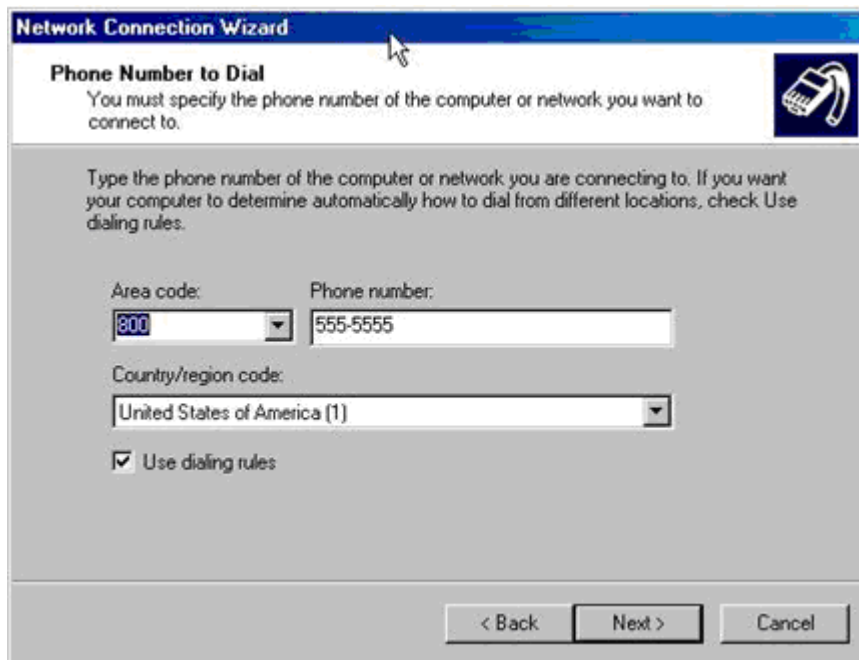 Network Connection Wizard
Phone Number to Dial
You must specify the phone number of the computer or network you want to
connect to.
Type the phone number of the computer or network you are connecting to. If you want
your computer to determine automatically how to dial from different locations, check Use
dialing rules.
Area code: Phone number:
800 555-5555
Country/region code:
United States of America (1)
Use dialing rules
< Back Next > Cancel